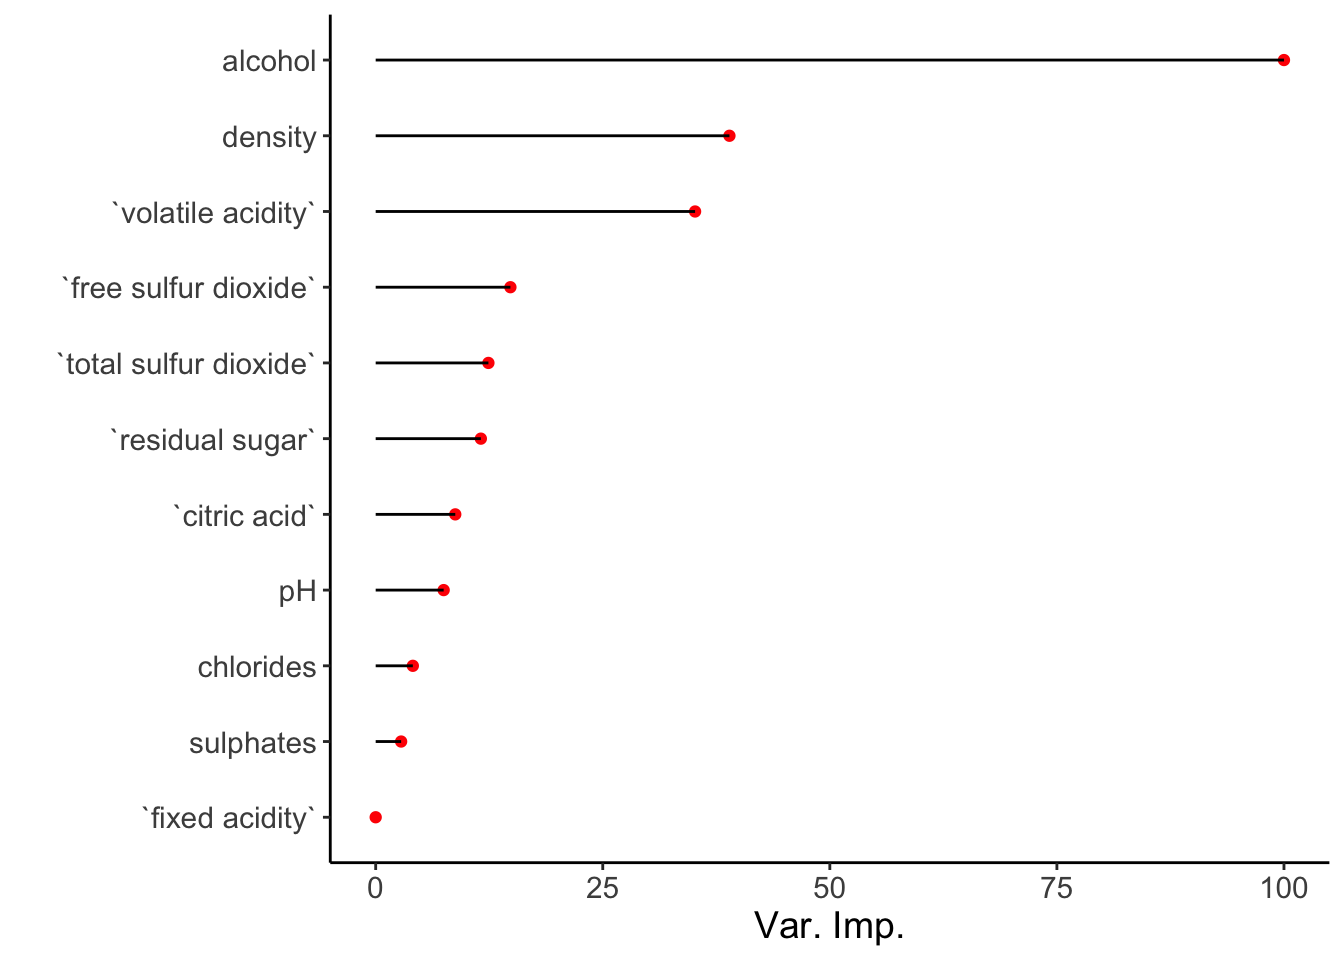 alcohol
density
`volatile acidity`
`free sulfur dioxide`
`total sulfur dioxide`
`residual sugar`
`citric acid`
pH
chlorides
sulphates
`fixed acidity`
0 25 50 75 100
Var. Imp.